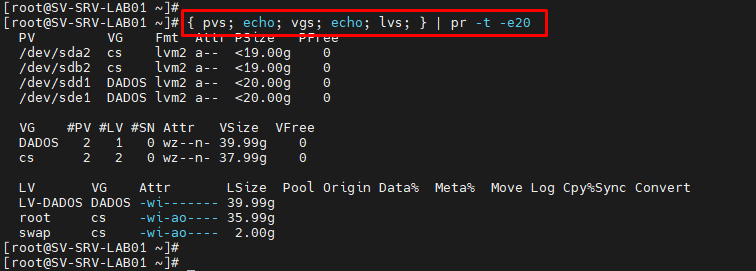 [root@SV-SRV-LAB01 ~]#
[root@SV-SRV-LAB01 ~]# { pvs; echo; vgs; echo; lvs; } | pr -t -e20
  PV         VG    Fmt  Attr PSize   PFree
  /dev/sda2  cs    lvm2 a--  <19.00g    0
  /dev/sdb2  cs    lvm2 a--  <19.00g    0
  /dev/sdd1  DADOS lvm2 a--  <20.00g    0
  /dev/sde1  DADOS lvm2 a--  <20.00g    0

  VG    #PV #LV #SN Attr   VSize  VFree
  DADOS   2   1   0 wz--n- 39.99g    0
  cs      2   2   0 wz--n- 37.99g    0

  LV       VG    Attr       LSize  Pool Origin Data%  Meta%  Move Log Cpy%Sync Convert
  LV-DADOS DADOS -wi------- 39.99g
  root     cs    -wi-ao---- 35.99g
  swap     cs    -wi-ao----  2.00g
[root@SV-SRV-LAB01 ~]#
[root@SV-SRV-LAB01 ~]#